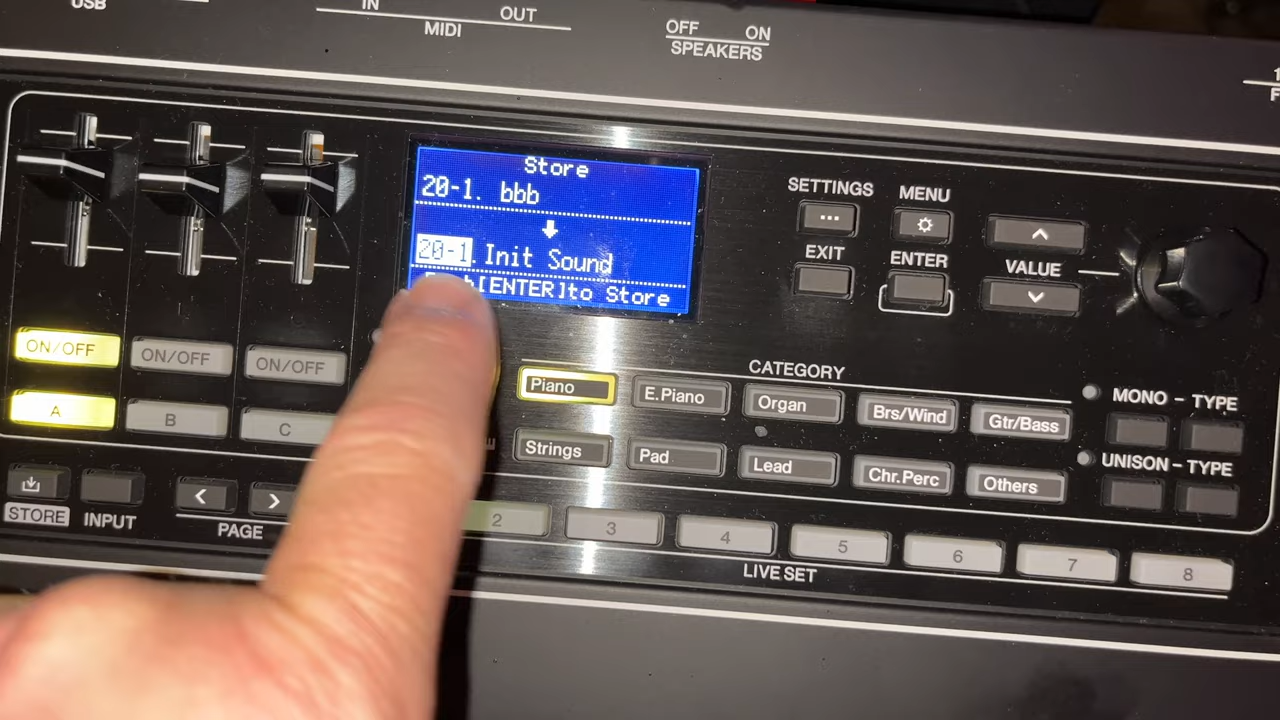 USB
IN
OUT
MIDI
OFF ON
SPEAKERS
Store
20-1. bbb
20-1.Init Sound
[ENTER]to Store
SETTINGS
MENU
EXIT
ENTER
VALUE
ON/OFF
ON/OFF
ON/OFF
A
B
C
CATEGORY
Piano
E.Piano
Organ
Brs/Wind
Gtr/Bass
Strings
Pad
Lead
Chr.Perc
Others
MONO - TYPE
UNISON - TYPE
STORE
INPUT
PAGE
2
3
4
5
6
7
8
LIVE SET